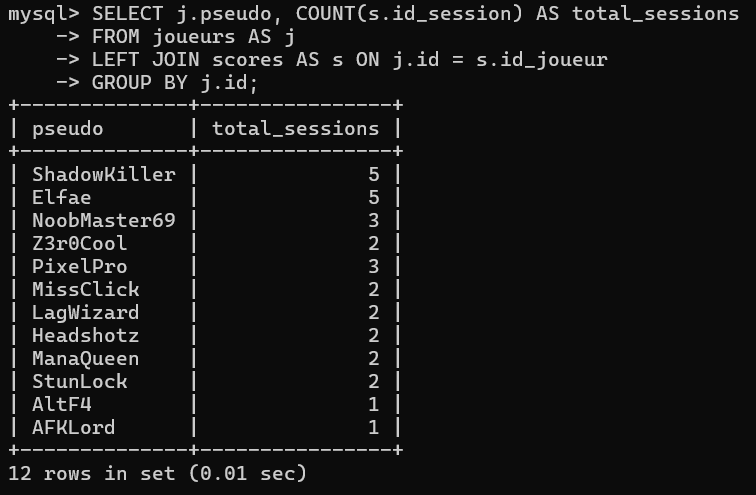 mysql> SELECT j.pseudo, COUNT(s.id_session) AS total_sessions
    -> FROM joueurs AS j
    -> LEFT JOIN scores AS s ON j.id = s.id_joueur
    -> GROUP BY j.id;
+--------------+----------------+
| pseudo       | total_sessions |
+--------------+----------------+
| ShadowKiller |              5 |
| Elfae        |              5 |
| NoobMaster69 |              3 |
| Z3r0Cool     |              2 |
| PixelPro     |              3 |
| MissClick    |              2 |
| LagWizard    |              2 |
| Headshotz    |              2 |
| ManaQueen    |              2 |
| StunLock     |              2 |
| AltF4        |              1 |
| AFKLord      |              1 |
+--------------+----------------+
12 rows in set (0.01 sec)